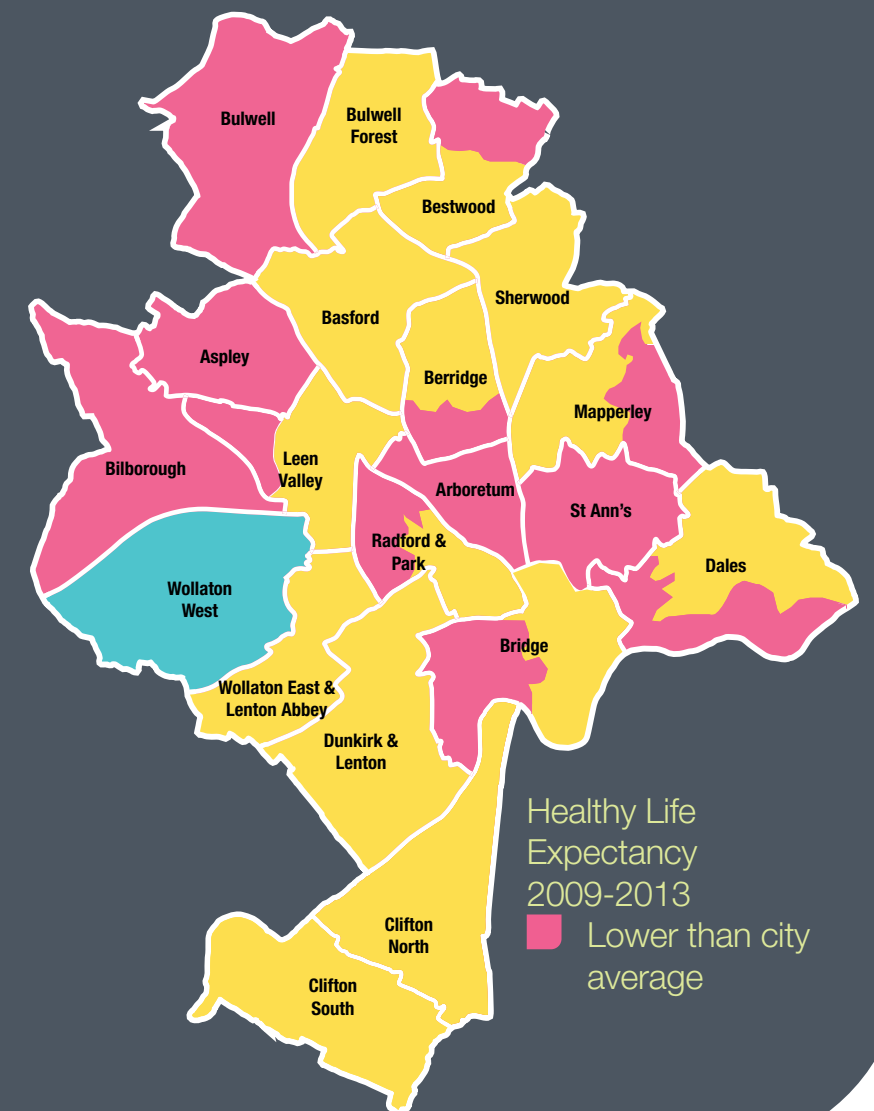 Bulwell
Bulwell
Forest
Bestwood
Sherwood
Basford
Aspley
Berridge
Mapperley
Bilborough
Leen
Valley
Arboretum
St Ann's
Radford &
Park
Dales
Wollaton
West
Bridge
Wollaton East &
Lenton Abbey
Dunkirk &
Lenton
Healthy Life
Expectancy
2009-2013
Lower than city
average
Clifton
North
Clifton
South